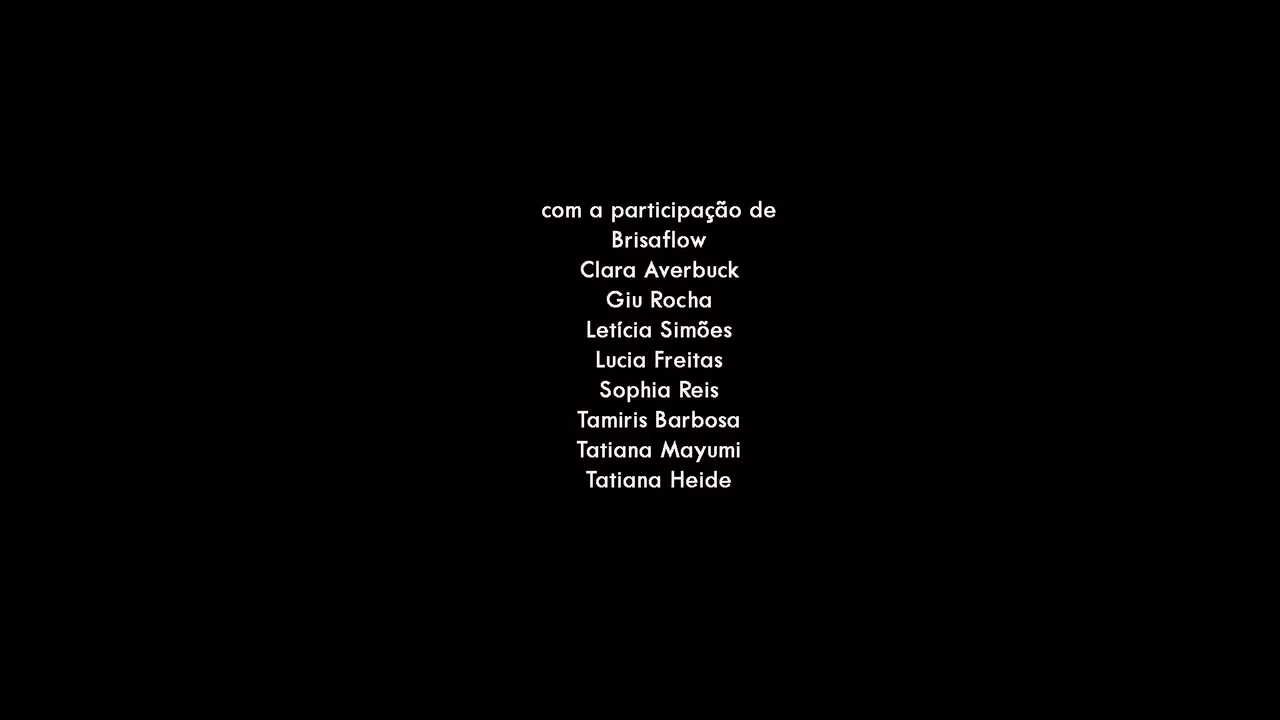 com a participação de
Brisaflow
Clara Averbuck
Giu Rocha
Letícia Simões
Lucia Freitas
Sophia Reis
Tamiris Barbosa
Tatiana Mayumi
Tatiana Heide